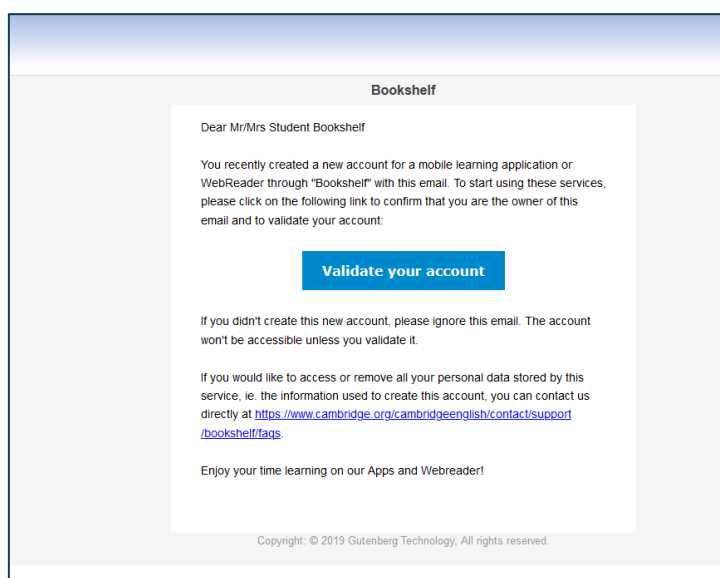 Bookshelf
Dear Mr/Mrs Student Bookshelf
You recently created a new account for a mobile learning application or
WebReader through "Bookshelf" with this email. To start using these services,
please click on the following link to confirm that you are the owner of this
email and to validate your account:
Validate your account
If you didn't create this new account, please ignore this email. The account
won't be accessible unless you validate it.
If you would like to access or remove all your personal data stored by this
service, ie. the information used to create this account, you can contact us
directly at https://www.cambridge.org/cambridgeenglish/contact/support
/bookshelf/faqs.
Enjoy your time learning on our Apps and Webreader!
Copyright: © 2019 Gutenberg Technology, All rights reserved.